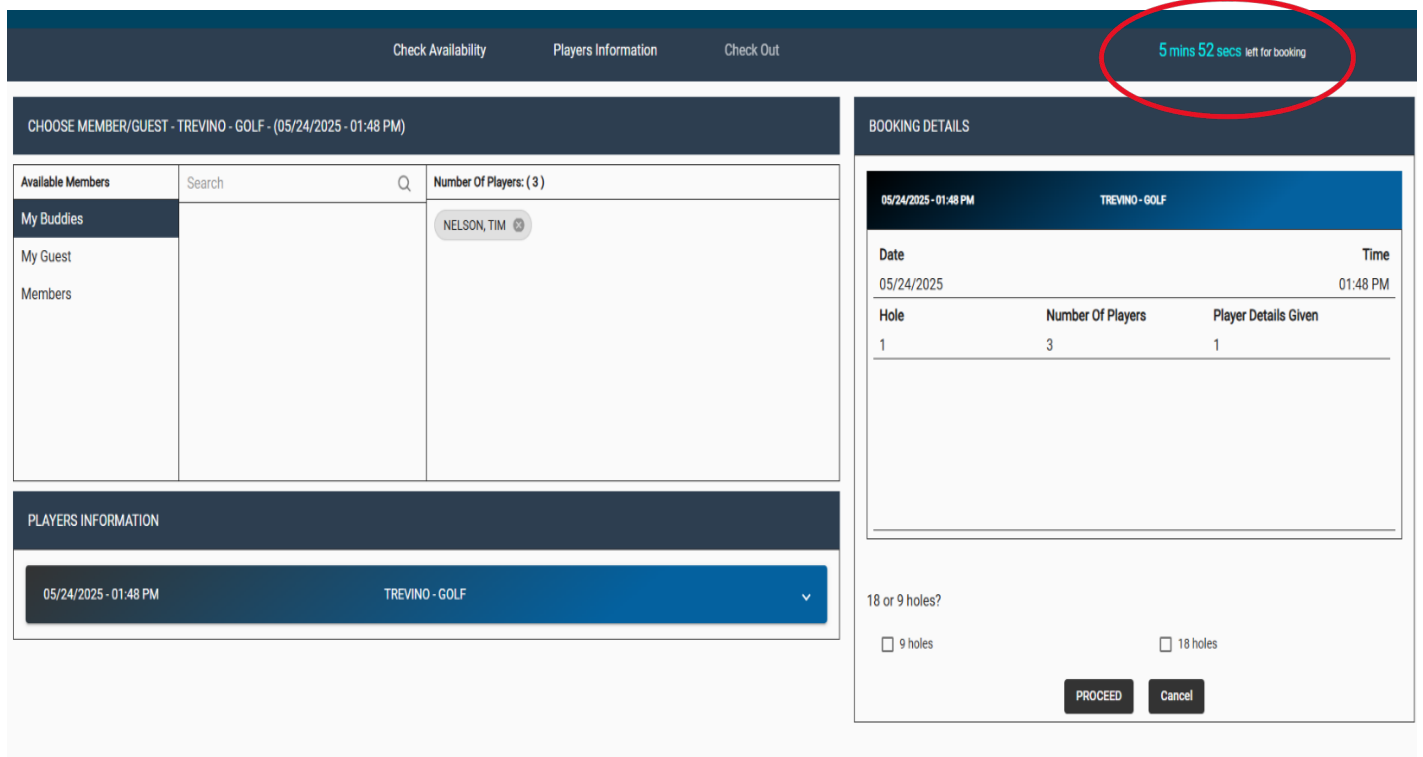 Check Availability Players Information Check Out 5 mins 52 secs left for booking
CHOOSE MEMBER/GUEST - TREVINO - GOLF - (05/24/2025 - 01:48 PM)
Available Members Search Number Of Players: ( 3 )
My Buddies NELSON, TIM
My Guest
Members
PLAYERS INFORMATION
05/24/2025 - 01:48 PM TREVINO - GOLF
BOOKING DETAILS
05/24/2025 - 01:48 PM TREVINO - GOLF
Date Time
05/24/2025 01:48 PM
Hole Number Of Players Player Details Given
1 3 1
18 or 9 holes?
9 holes 18 holes
PROCEED Cancel